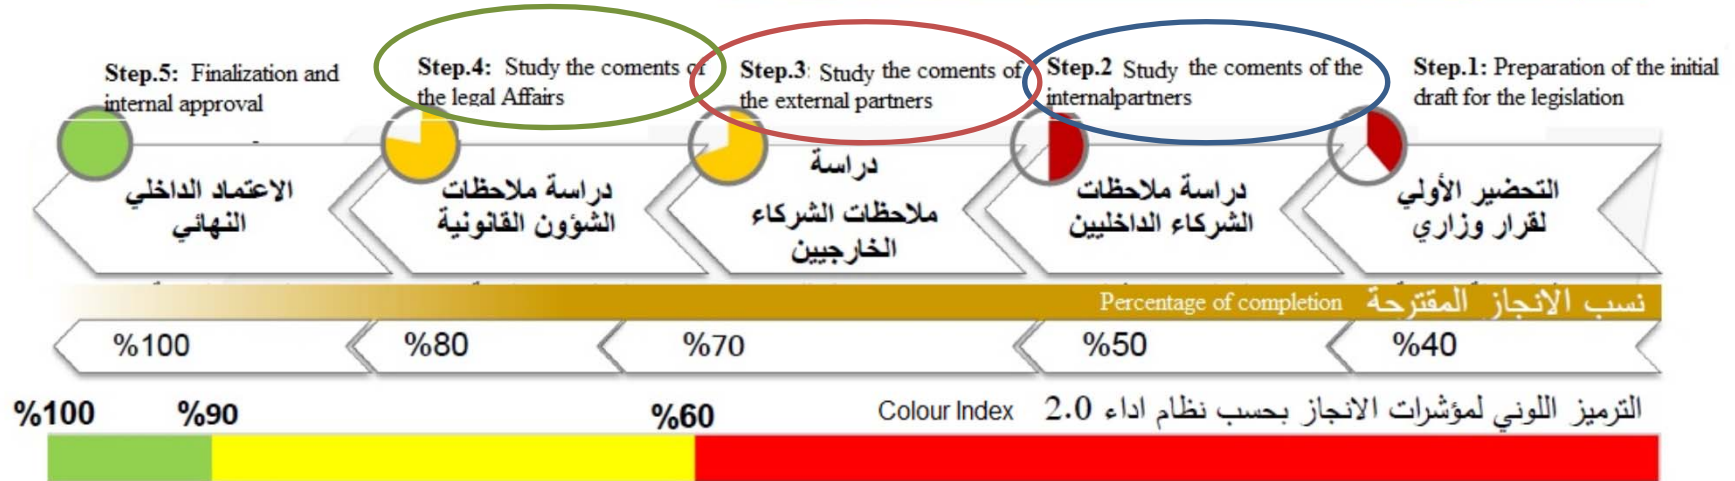 Step.1: Preparation of the initial
draft for the legislation
Step.2 Study the coments of the
internalpartners
Step.3: Study the coments of
the external partners
Step.4: Study the coments of
the legal Affairs
Step.5: Finalization and
internal approval
التحضير الأولي
لقرار وزاري
دراسة ملاحظات
الشركاء الداخليين
دراسة
ملاحظات الشركاء
الخارجيين
دراسة ملاحظات
الشؤون القانونية
الاعتماد الداخلي
النهائي
نسب الانجاز المقترحة Percentage of completion
%40
%50
%70
%80
%100
الترميز اللوني لمؤشرات الانجاز بحسب نظام اداء 2.0 Colour Index
%60
%90
%100